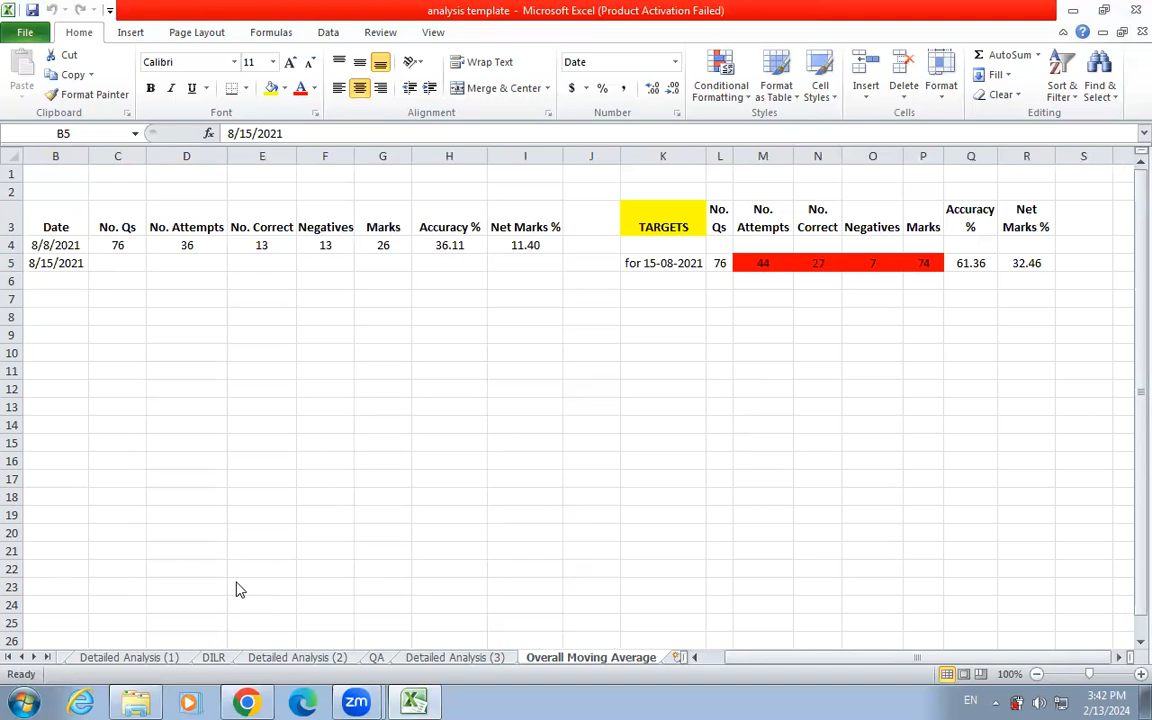 analysis template - Microsoft Excel (Product Activation Failed)
File Home Insert Page Layout Formulas Data Review View
Paste Cut Copy Format Painter
Calibri 11 Wrap Text Merge & Center
B I U A
Date $ % ,
Conditional Formatting Format as Table Cell Styles
Insert Delete Format
Σ AutoSum Fill Clear
Sort & Filter Find & Select
Clipboard Font Alignment Number Styles Cells Editing
B5 fx 8/15/2021
B C D E F G H I J K L M N O P Q R S
1
2
3 Date No. Qs No. Attempts No. Correct Negatives Marks Accuracy % Net Marks % TARGETS No. Qs No. Attempts No. Correct Negatives Marks Accuracy % Net Marks %
4 8/8/2021 76 36 13 13 26 36.11 11.40
5 8/15/2021 for 15-08-2021 76 44 27 7 74 61.36 32.46
6
7
8
9
10
11
12
13
14
15
16
17
18
19
20
21
22
23
24
25
26
Detailed Analysis (1) DILR Detailed Analysis (2) QA Detailed Analysis (3) Overall Moving Average
Ready 100%
zm EN 3:42 PM
2/13/2024